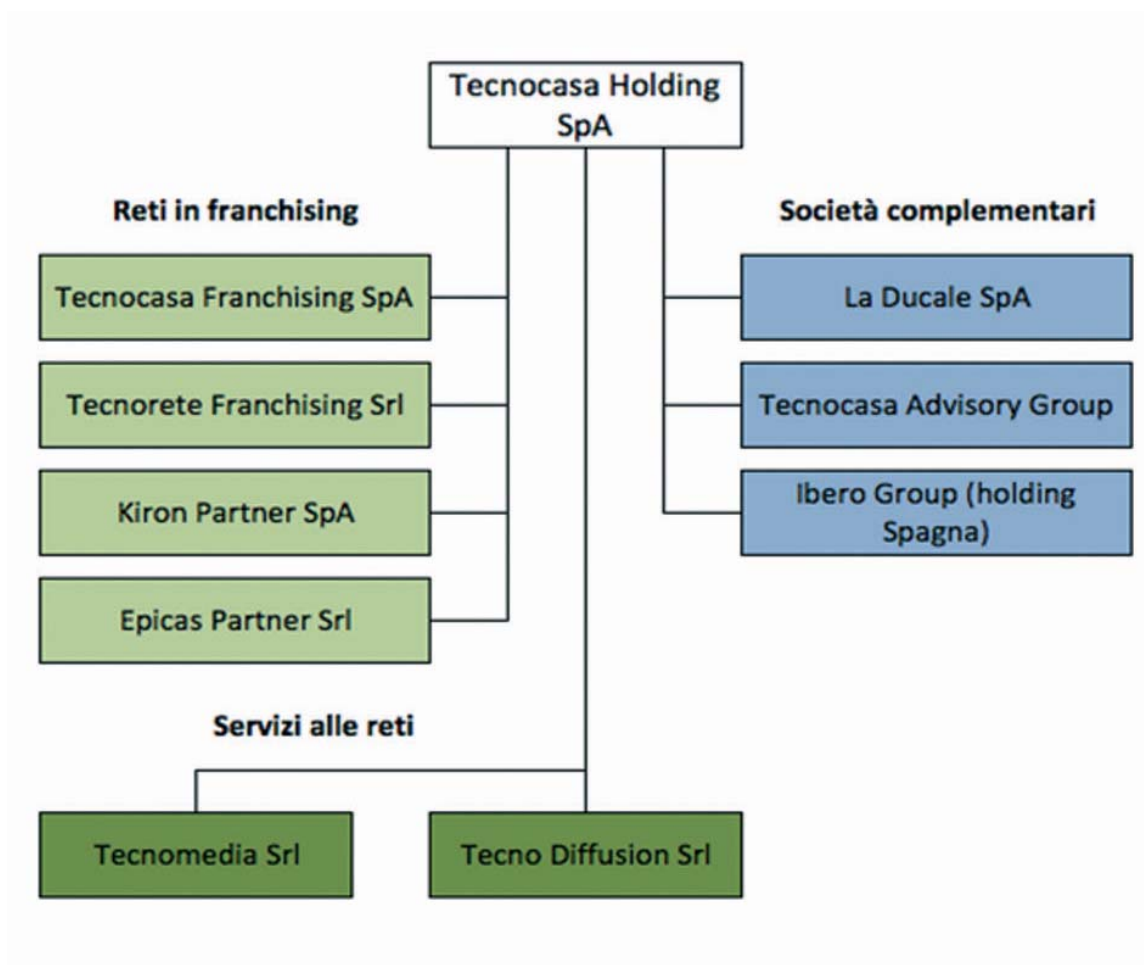 Tecnocasa Holding
SpA
Reti in franchising
Tecnocasa Franchising SpA
Tecnorete Franchising Srl
Kiron Partner SpA
Epicas Partner Srl
Società complementari
La Ducale SpA
Tecnocasa Advisory Group
Ibero Group (holding
Spagna)
Servizi alle reti
Tecnomedia Srl
Tecno Diffusion Srl